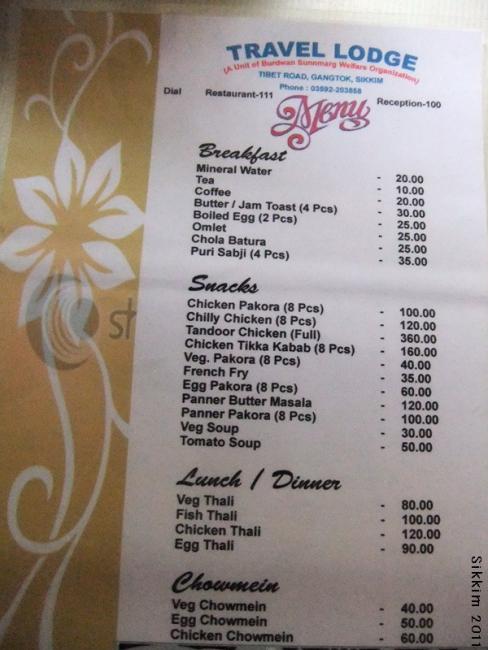 TRAVEL LODGE
(A Unit of Burdwan Sunnmarg Welfare Organization)
TIBET ROAD, GANGTOK, SIKKIM
Phone : 03592-203858
Dial Restaurant-111 Reception-100
Menu
Breakfast
Mineral Water - 20.00
Tea - 10.00
Coffee - 20.00
Butter / Jam Toast (4 Pcs) - 30.00
Boiled Egg (2 Pcs) - 25.00
Omlet - 25.00
Chola Batura - 25.00
Puri Sabji (4 Pcs) - 35.00
Snacks
Chicken Pakora (8 Pcs) - 100.00
Chilly Chicken (8 Pcs) - 120.00
Tandoor Chicken (Full) - 360.00
Chicken Tikka Kabab (8 Pcs) - 160.00
Veg. Pakora (8 Pcs) - 40.00
French Fry - 35.00
Egg Pakora (8 Pcs) - 60.00
Panner Butter Masala - 120.00
Panner Pakora (8 Pcs) - 100.00
Veg Soup - 30.00
Tomato Soup - 50.00
Lunch / Dinner
Veg Thali - 80.00
Fish Thali - 100.00
Chicken Thali - 120.00
Egg Thali - 90.00
Chowmein
Veg Chowmein - 40.00
Egg Chowmein - 50.00
Chicken Chowmein - 60.00
Sikkim 2011